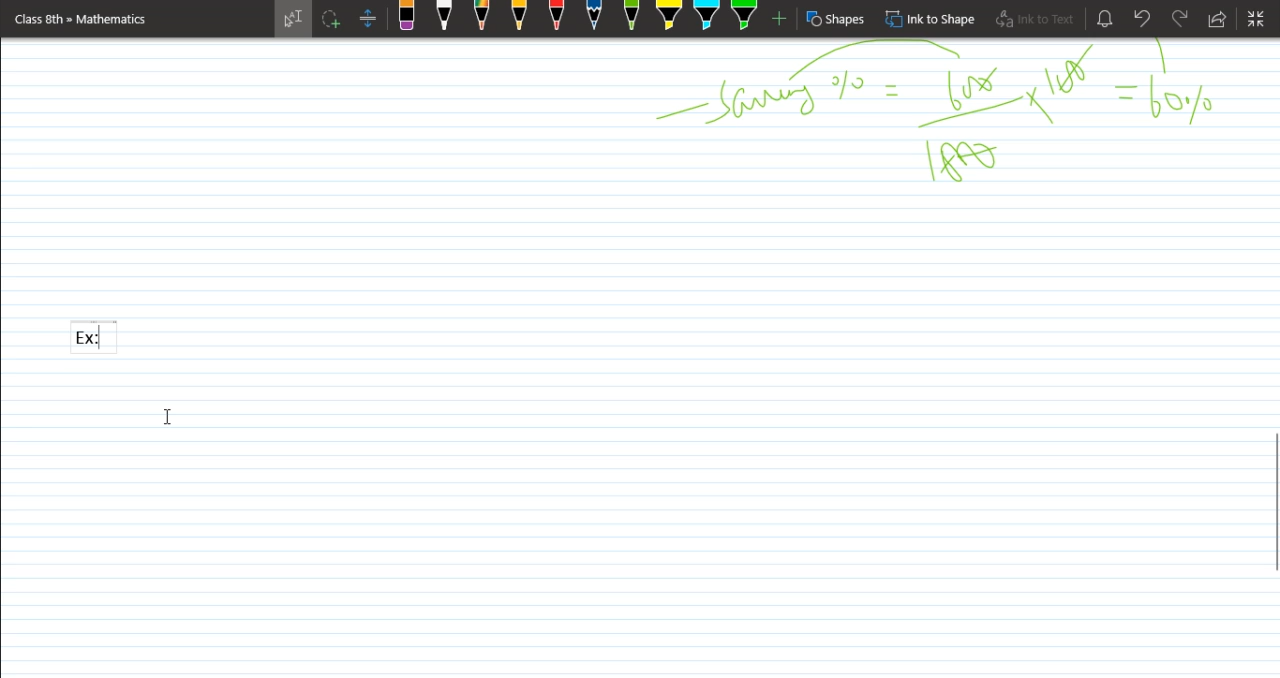 Class 8th » Mathematics
Shapes
Ink to Shape
Ink to Text
Saving % = 600/1000 × 100 = 60%
Ex: